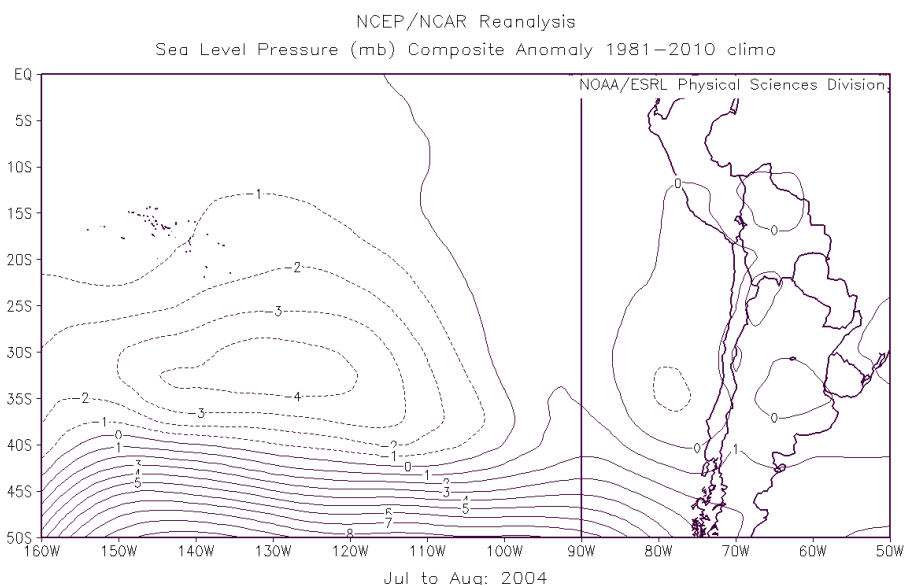 NCEP/NCAR Reanalysis
Sea Level Pressure (mb) Composite Anomaly 1981-2010 climo
NOAA/ESRL Physical Sciences Division
EQ
5S
10S
15S
20S
25S
30S
35S
40S
45S
50S
-1
-2
-3
-4
-3
-2
-1
0
1
3
4
5
-2
-1
0
1
2
3
4
5
6
7
8
0
0
0
0
1
160W 150W 140W 130W 120W 110W 100W 90W 80W 70W 60W 50W
Jul to Aug: 2004